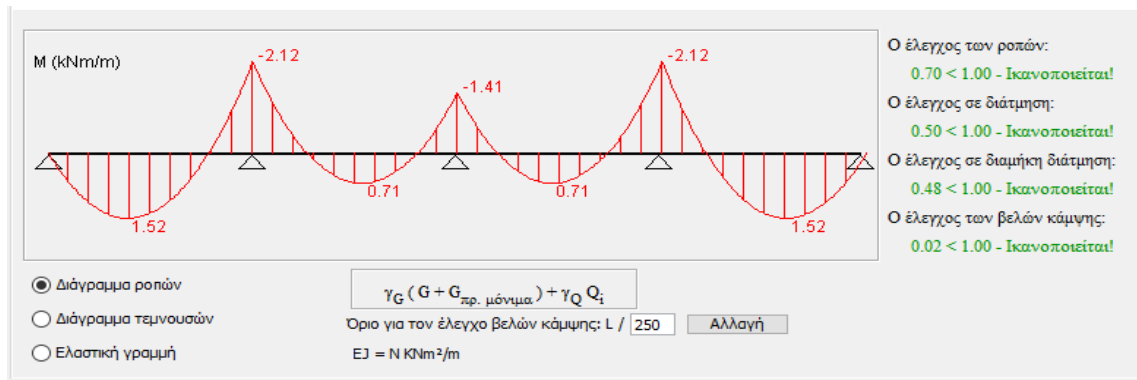 M (kNm/m)
-2.12
-1.41
-2.12
1.52
0.71
0.71
1.52
Ο έλεγχος των ροπών:
0.70 < 1.00 - Ικανοποιείται!
Ο έλεγχος σε διάτμηση:
0.50 < 1.00 - Ικανοποιείται!
Ο έλεγχος σε διαμήκη διάτμηση:
0.48 < 1.00 - Ικανοποιείται!
Ο έλεγχος των βελών κάμψης:
0.02 < 1.00 - Ικανοποιείται!
Διάγραμμα ροπών
Διάγραμμα τεμνουσών
Ελαστική γραμμή
γG ( G + Gπρ. μόνιμα ) + γQ Qi
Όριο για τον έλεγχο βελών κάμψης: L / 250 Αλλαγή
EJ = N KNm²/m